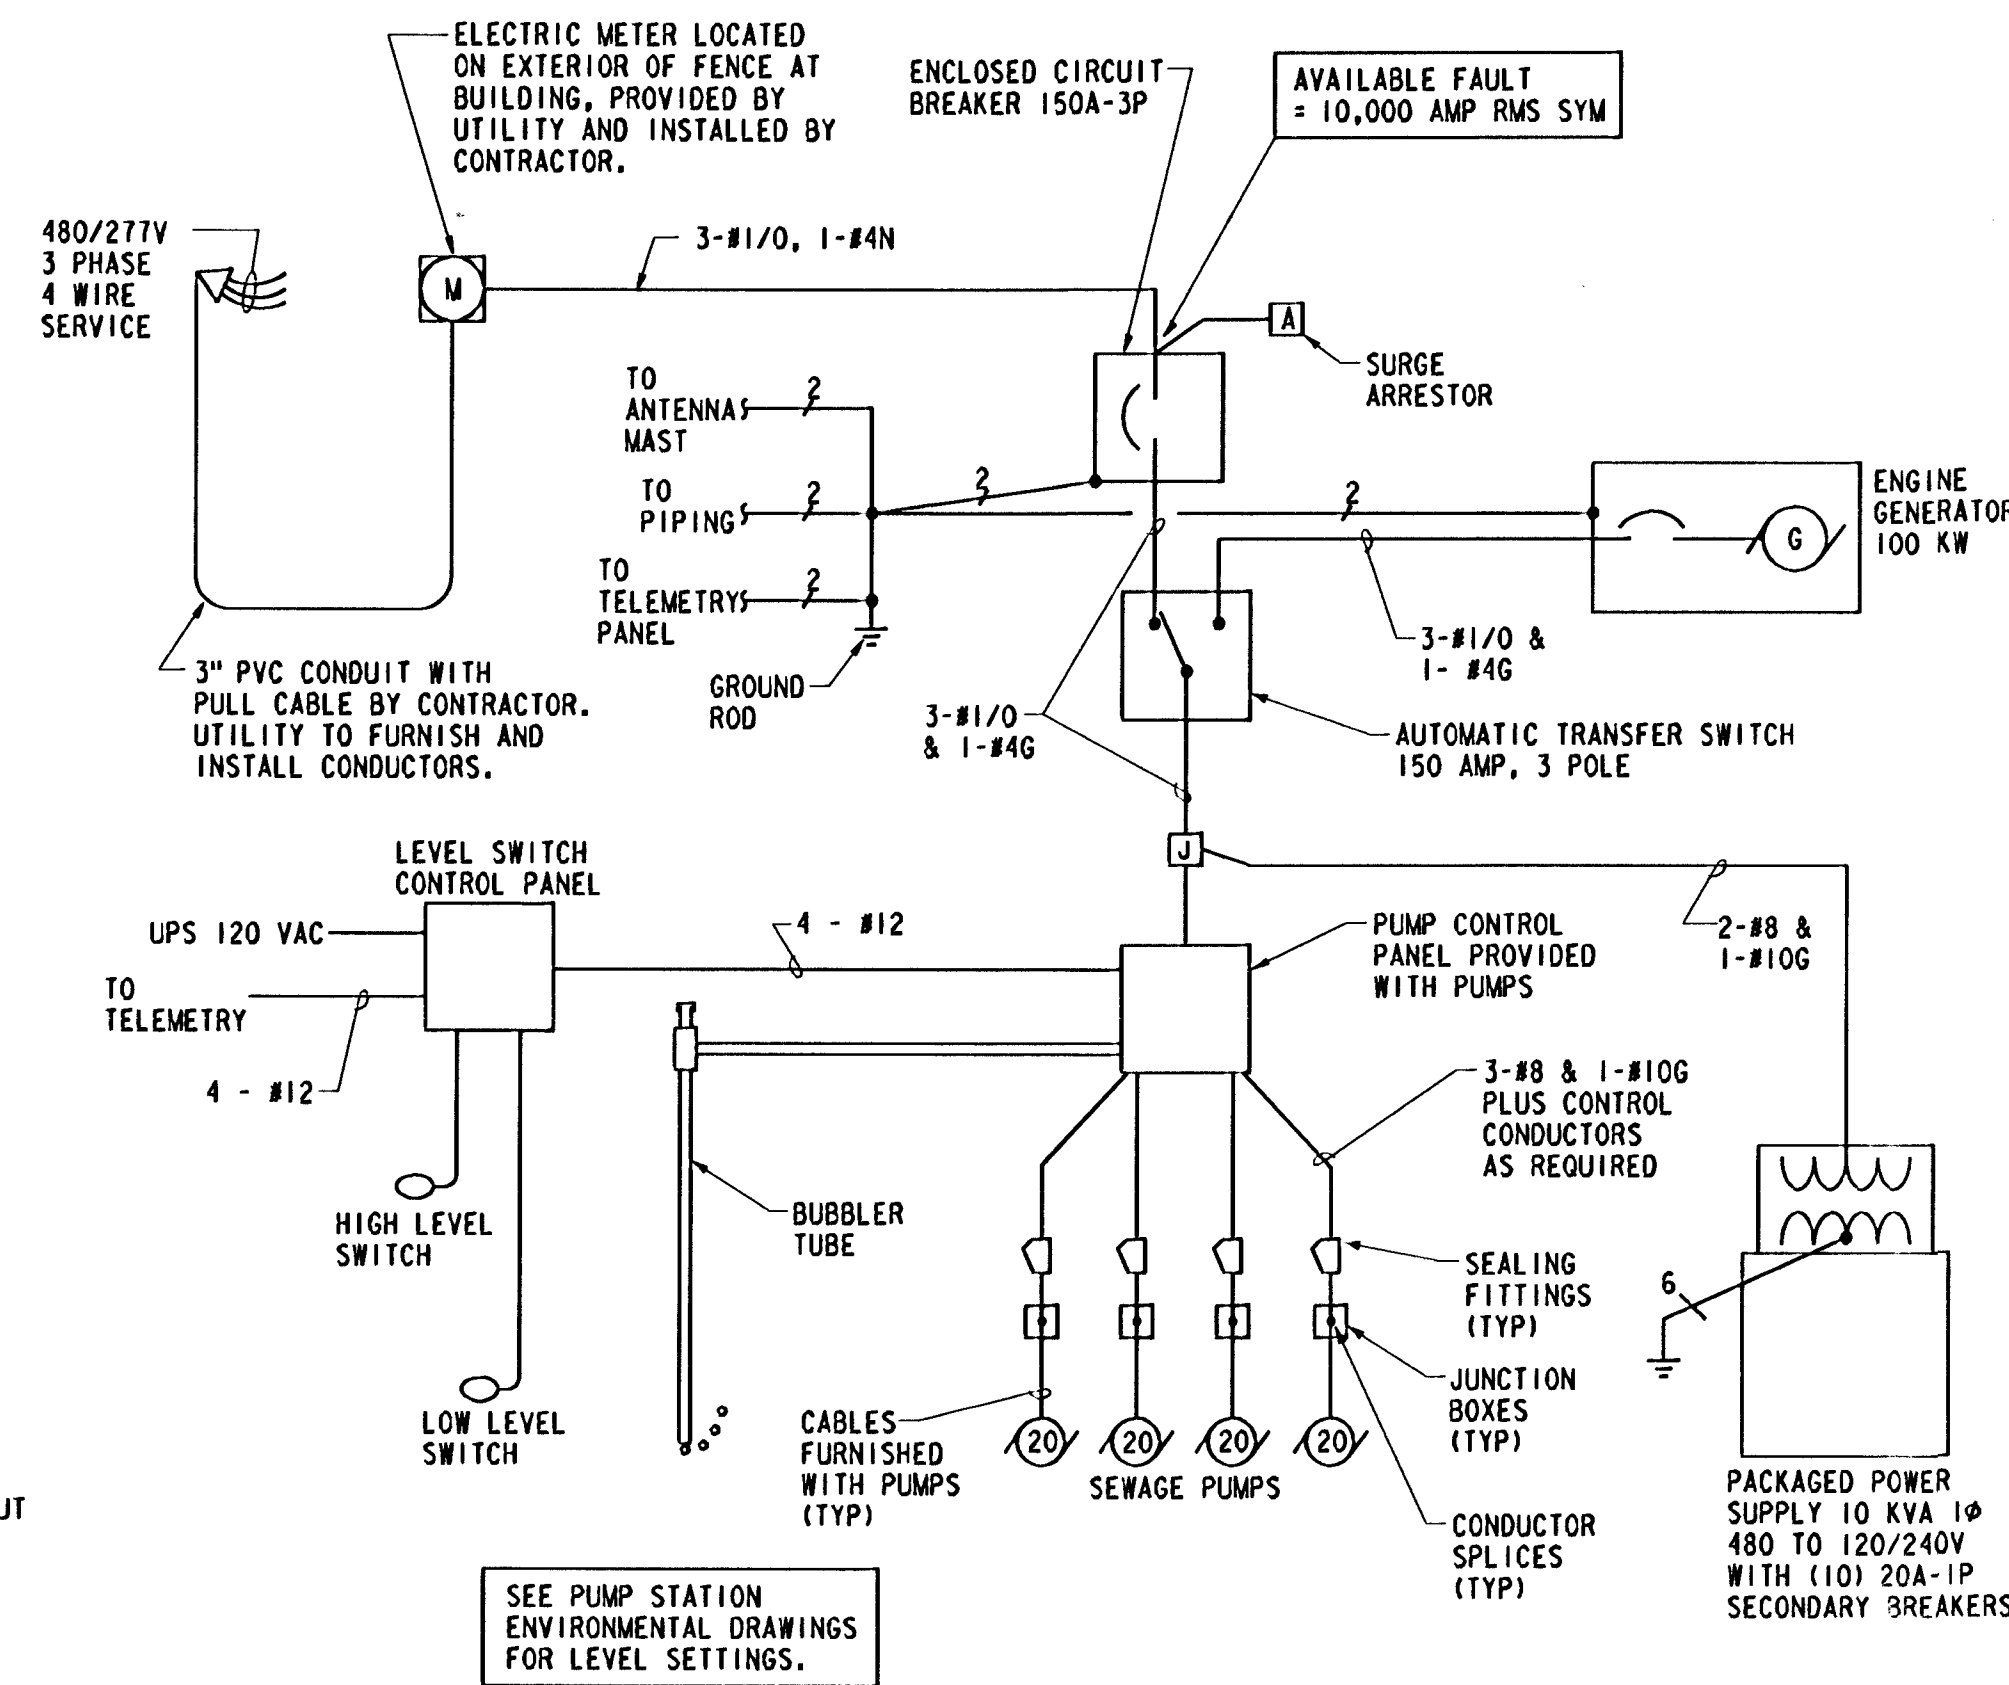 ELECTRIC METER LOCATED
ON EXTERIOR OF FENCE AT
BUILDING, PROVIDED BY
UTILITY AND INSTALLED BY
CONTRACTOR.
ENCLOSED CIRCUIT
BREAKER 150A-3P
AVAILABLE FAULT
= 10,000 AMP RMS SYM
480/277V
3 PHASE
4 WIRE
SERVICE
M
3-#1/0, 1-#4N
A
SURGE
ARRESTOR
TO
ANTENNA
MAST
2
TO
PIPING
2
2
2
TO
TELEMETRY
PANEL
2
GROUND
ROD
ENGINE
GENERATOR
100 KW
G
3-#1/0 &
1- #4G
3" PVC CONDUIT WITH
PULL CABLE BY CONTRACTOR.
UTILITY TO FURNISH AND
INSTALL CONDUCTORS.
3-#1/0
& 1-#4G
AUTOMATIC TRANSFER SWITCH
150 AMP, 3 POLE
J
LEVEL SWITCH
CONTROL PANEL
UPS 120 VAC
TO
TELEMETRY
4 - #12
4 - #12
PUMP CONTROL
PANEL PROVIDED
WITH PUMPS
2-#8 &
1-#10G
3-#8 & 1-#10G
PLUS CONTROL
CONDUCTORS
AS REQUIRED
HIGH LEVEL
SWITCH
BUBBLER
TUBE
SEALING
FITTINGS
(TYP)
6
LOW LEVEL
SWITCH
CABLES
FURNISHED
WITH PUMPS
(TYP)
20 20 20 20
SEWAGE PUMPS
JUNCTION
BOXES
(TYP)
CONDUCTOR
SPLICES
(TYP)
PACKAGED POWER
SUPPLY 10 KVA 1Ø
480 TO 120/240V
WITH (10) 20A-1P
SECONDARY BREAKERS
UT
SEE PUMP STATION
ENVIRONMENTAL DRAWINGS
FOR LEVEL SETTINGS.